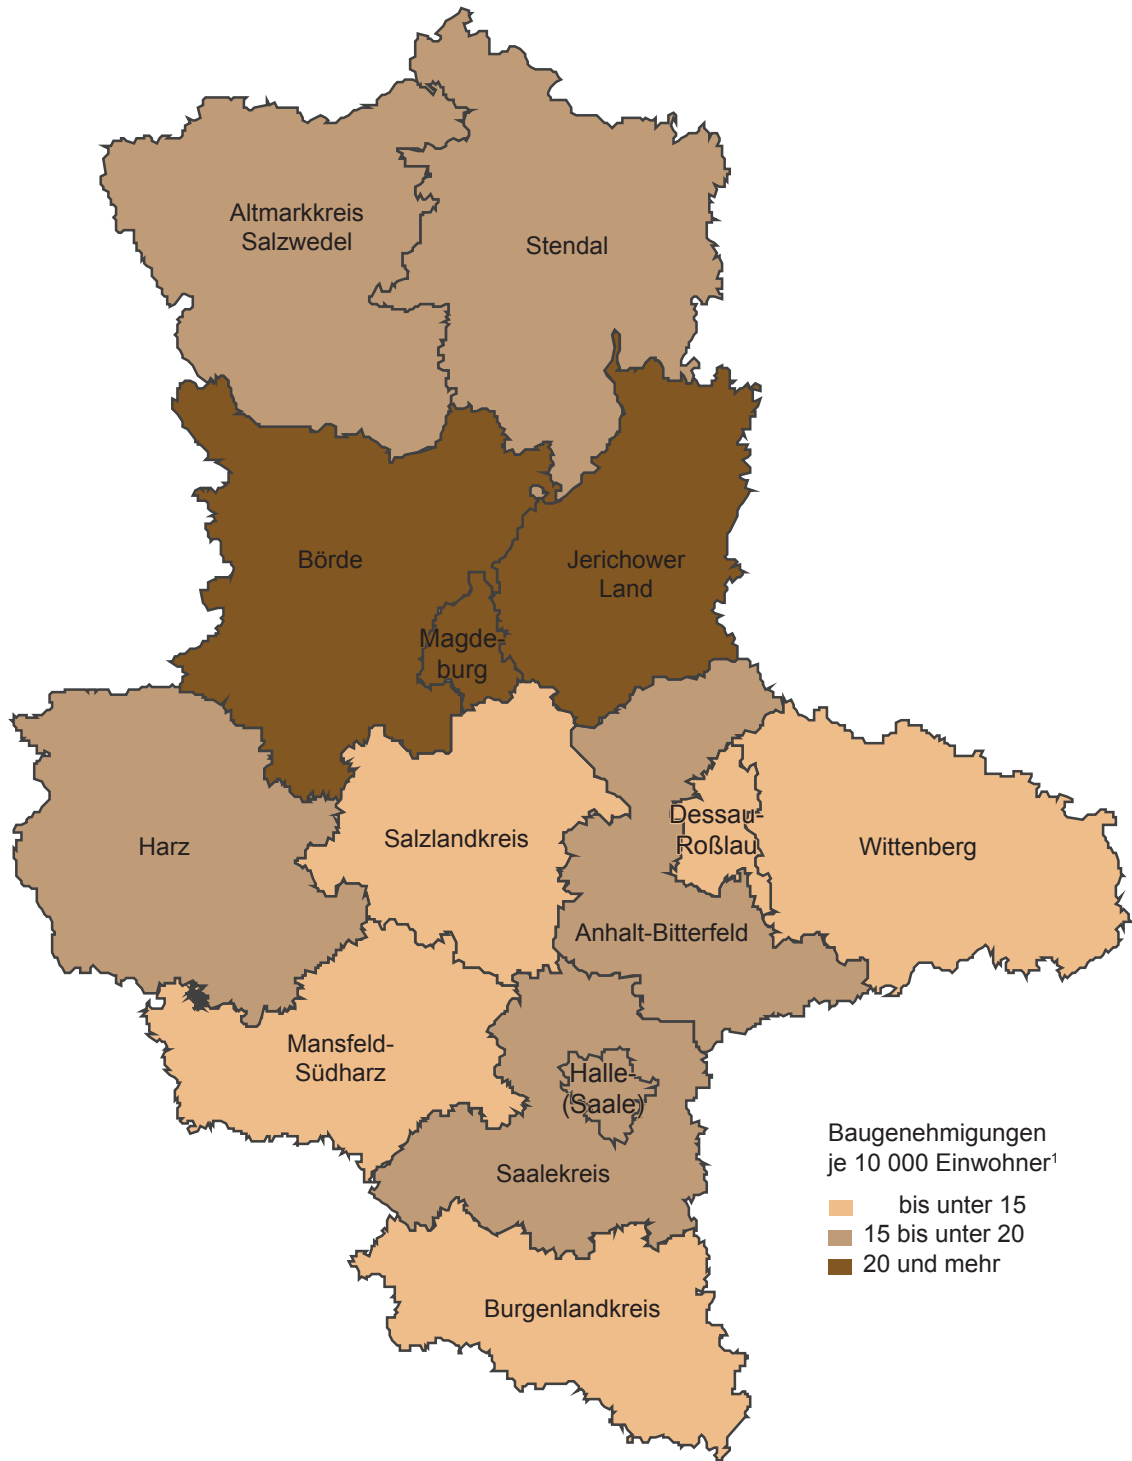 Altmarkkreis
Salzwedel
Stendal
Börde
Jerichower
Land
Magde-
burg
Harz
Salzlandkreis
Dessau-
Roßlau
Wittenberg
Anhalt-Bitterfeld
Mansfeld-
Südharz
Halle-
(Saale)
Saalekreis
Burgenlandkreis
Baugenehmigungen
je 10 000 Einwohner¹
bis unter 15
15 bis unter 20
20 und mehr